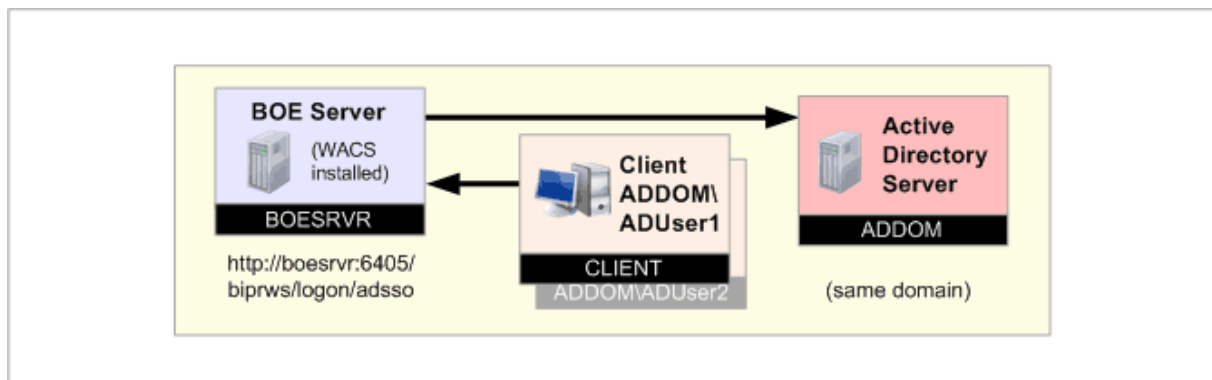 BOE Server
(WACS
installed)
BOESRVR
http://boesrvr:6405/
biprws/logon/adsso
Client
ADDOM\
ADUser1
CLIENT
ADDOM\ADUser2
Active
Directory
Server
ADDOM
(same domain)